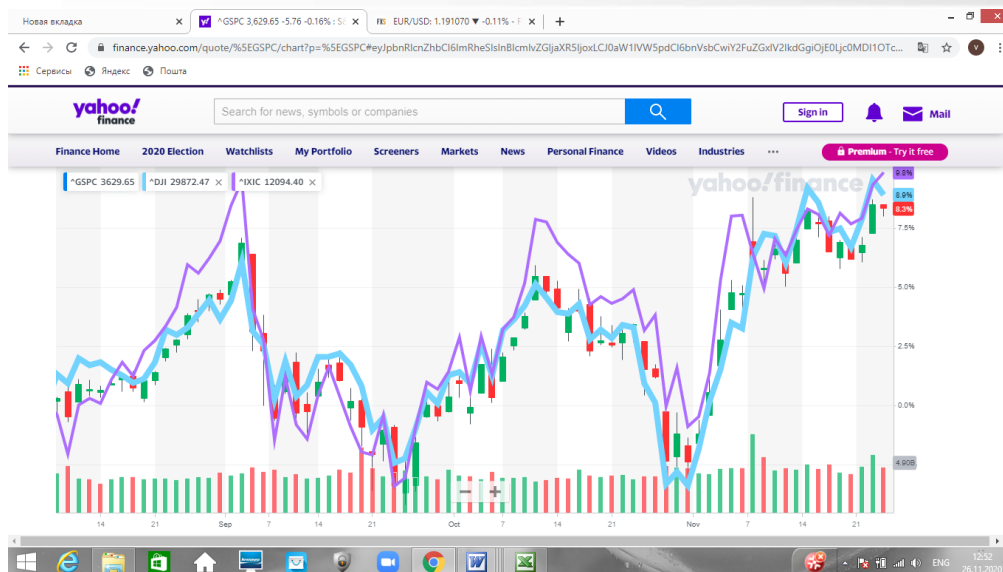 Новая вкладка
^GSPC 3,629.65 -5.76 -0.16% : S&
EUR/USD: 1.191070 ▼ -0.11% -
finance.yahoo.com/quote/%5EGSPC/chart?p=%5EGSPC#
Сервисы Яндекс Почта
yahoo!
finance
Search for news, symbols or companies
Sign in
Mail
Finance Home 2020 Election Watchlists My Portfolio Screeners Markets News Personal Finance Videos Industries ... Premium - Try it free
^GSPC 3629.65 ^DJI 29872.47 × ^IXIC 12094.40 ×
yahoo!finance
9.8%
8.9%
8.3%
7.5%
5.0%
2.5%
0.0%
4.90B
14 21 Sep 7 14 21 Oct 7 14 21 Nov 7 14 21
ENG
12:52
26.11.2020